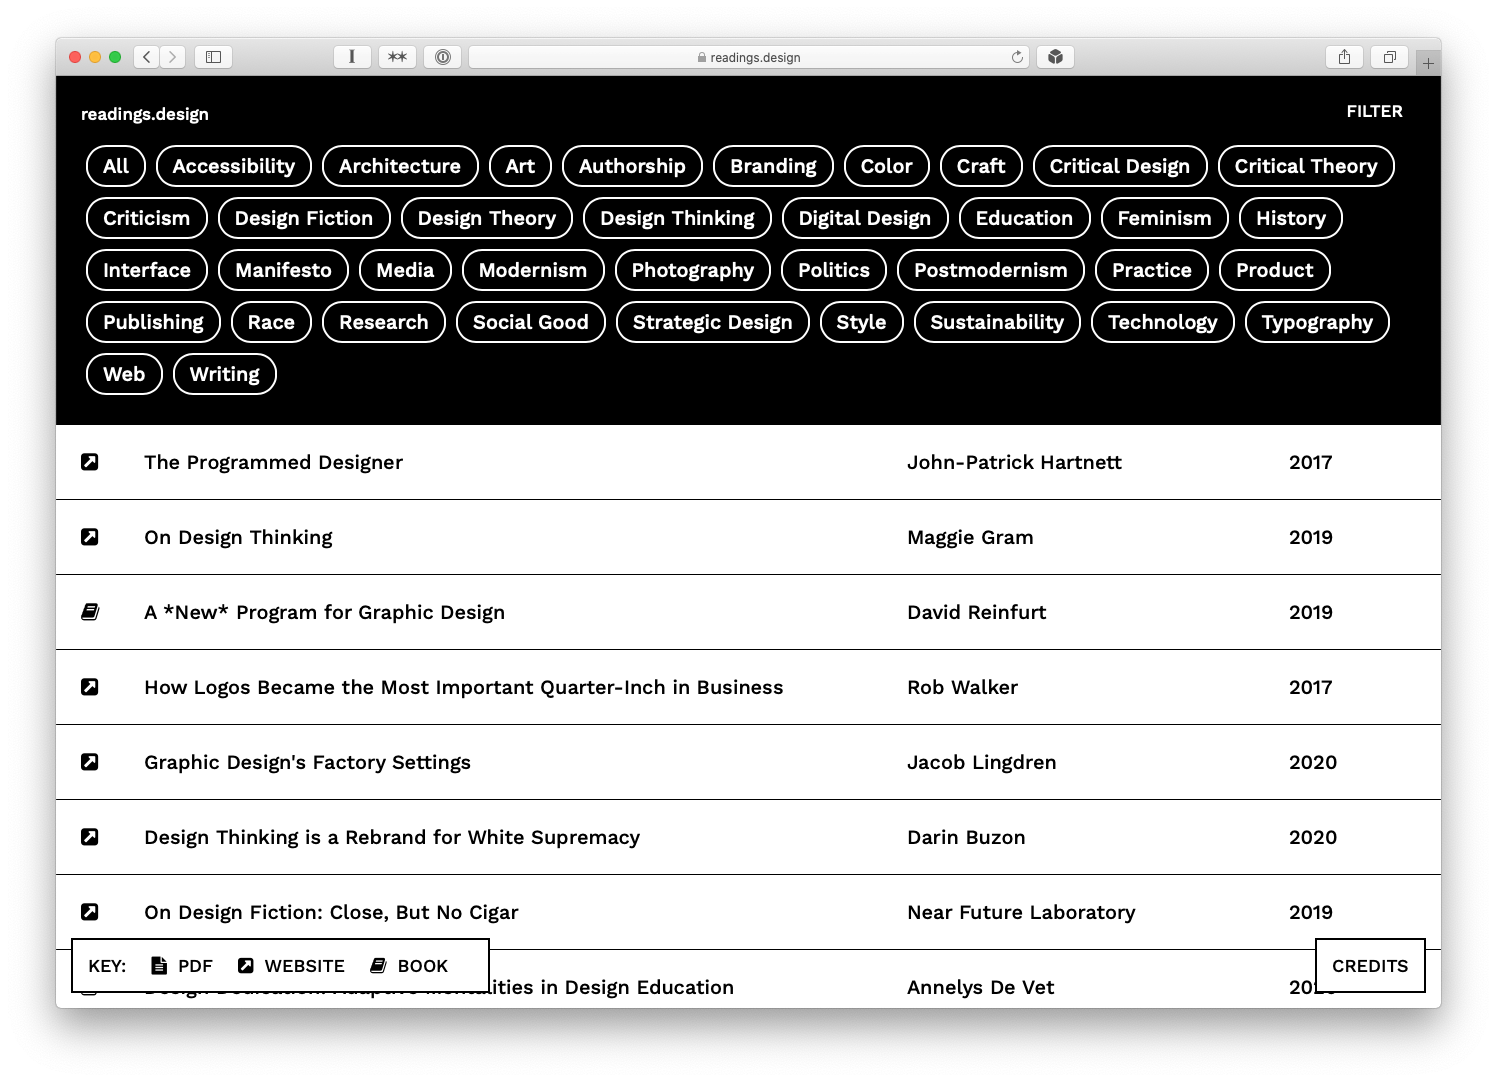 readings.design
readings.design FILTER
All Accessibility Architecture Art Authorship Branding Color Craft Critical Design Critical Theory
Criticism Design Fiction Design Theory Design Thinking Digital Design Education Feminism History
Interface Manifesto Media Modernism Photography Politics Postmodernism Practice Product
Publishing Race Research Social Good Strategic Design Style Sustainability Technology Typography
Web Writing
The Programmed Designer John-Patrick Hartnett 2017
On Design Thinking Maggie Gram 2019
A *New* Program for Graphic Design David Reinfurt 2019
How Logos Became the Most Important Quarter-Inch in Business Rob Walker 2017
Graphic Design's Factory Settings Jacob Lingdren 2020
Design Thinking is a Rebrand for White Supremacy Darin Buzon 2020
On Design Fiction: Close, But No Cigar Near Future Laboratory 2019
KEY: PDF WEBSITE BOOK CREDITS
in Design Education Annelys De Vet